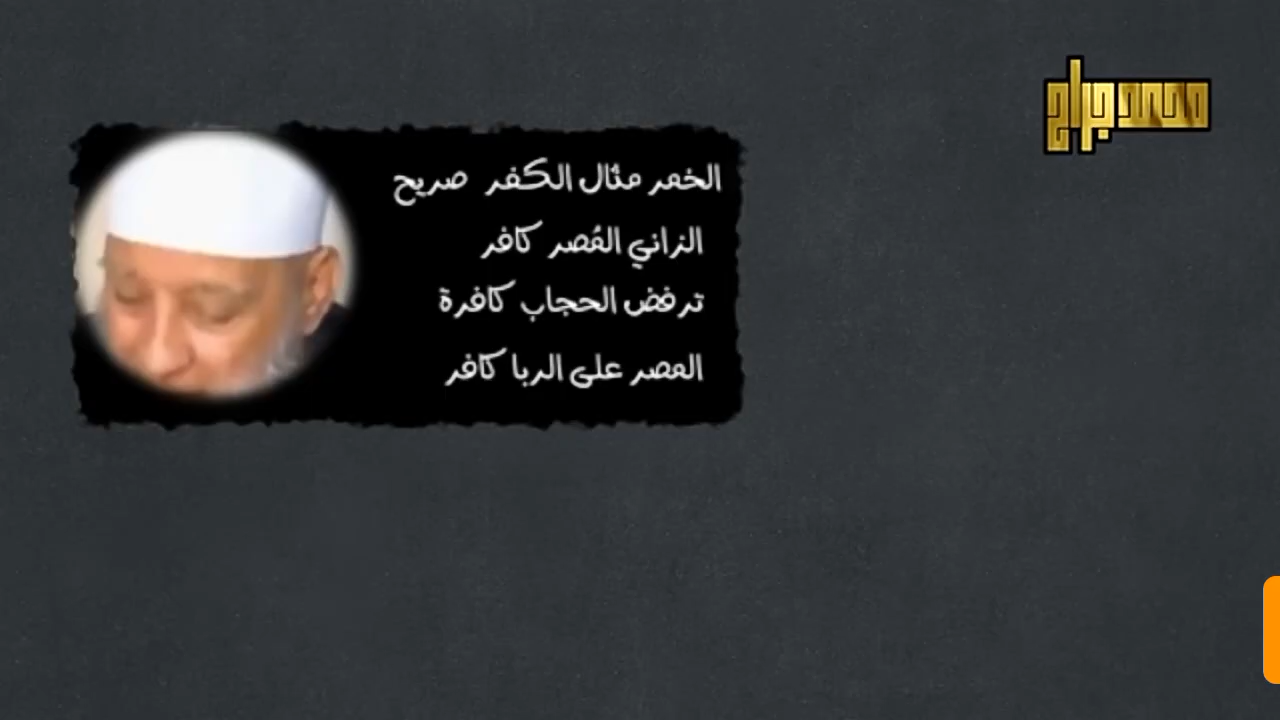 محمد جراح
الخمر مثال الكفر صريح
الزاني المُصر كافر
ترفض الحجاب كافرة
المصر على الربا كافر